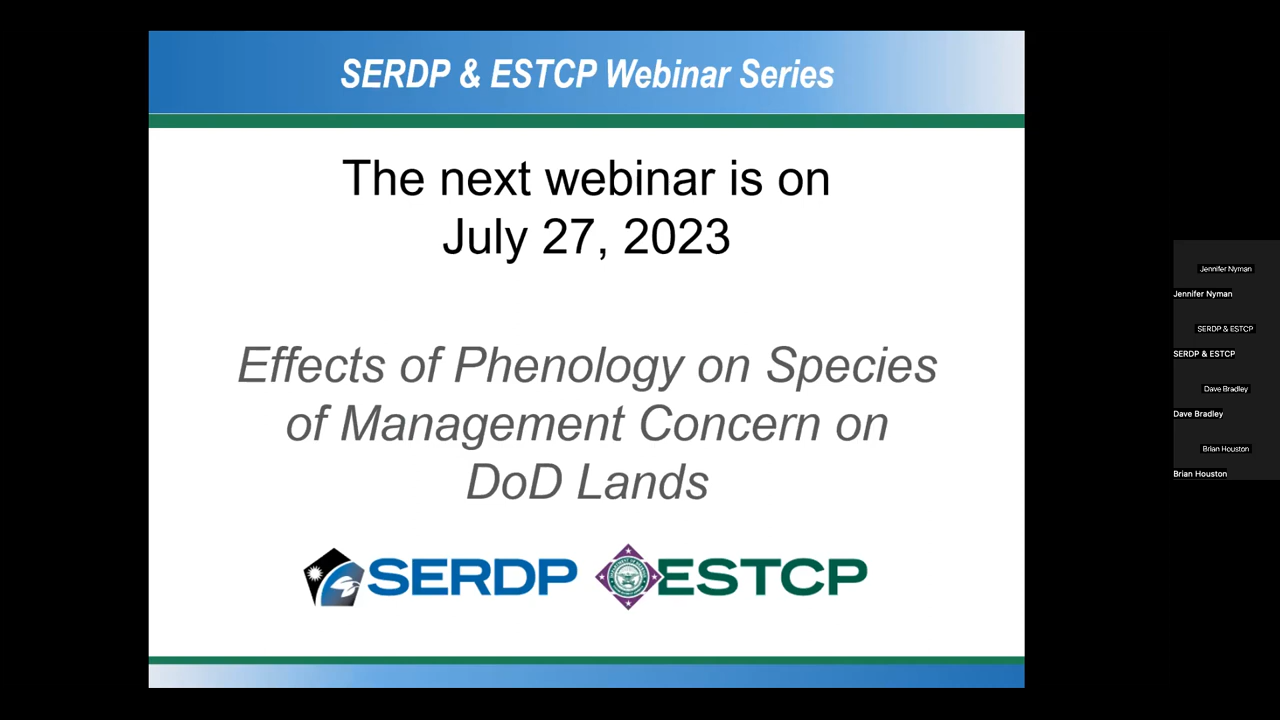 SERDP & ESTCP Webinar Series
The next webinar is on
July 27, 2023
Effects of Phenology on Species
of Management Concern on
DoD Lands
SERDP ESTCP
Jennifer Nyman
Jennifer Nyman
SERDP & ESTCP
SERDP & ESTCP
Dave Bradley
Dave Bradley
Brian Houston
Brian Houston